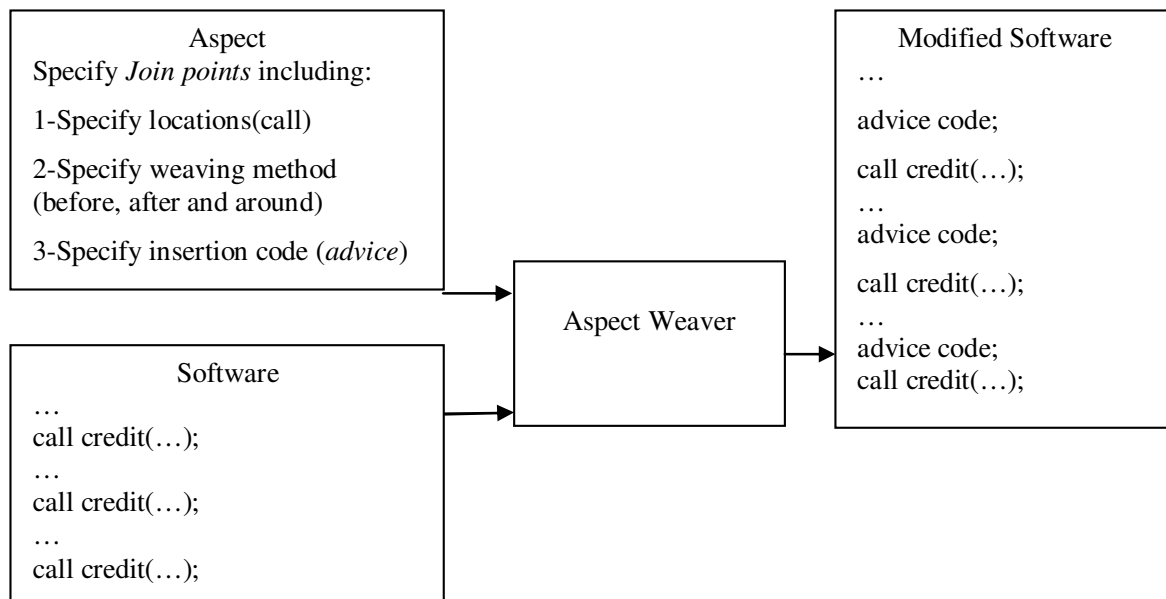 Aspect
Specify Join points including:
1-Specify locations(call)
2-Specify weaving method
(before, after and around)
3-Specify insertion code (advice)
Software
…
call credit(…);
…
call credit(…);
…
call credit(…);
Aspect Weaver
Modified Software
…
advice code;
call credit(…);
…
advice code;
call credit(…);
…
advice code;
call credit(…);